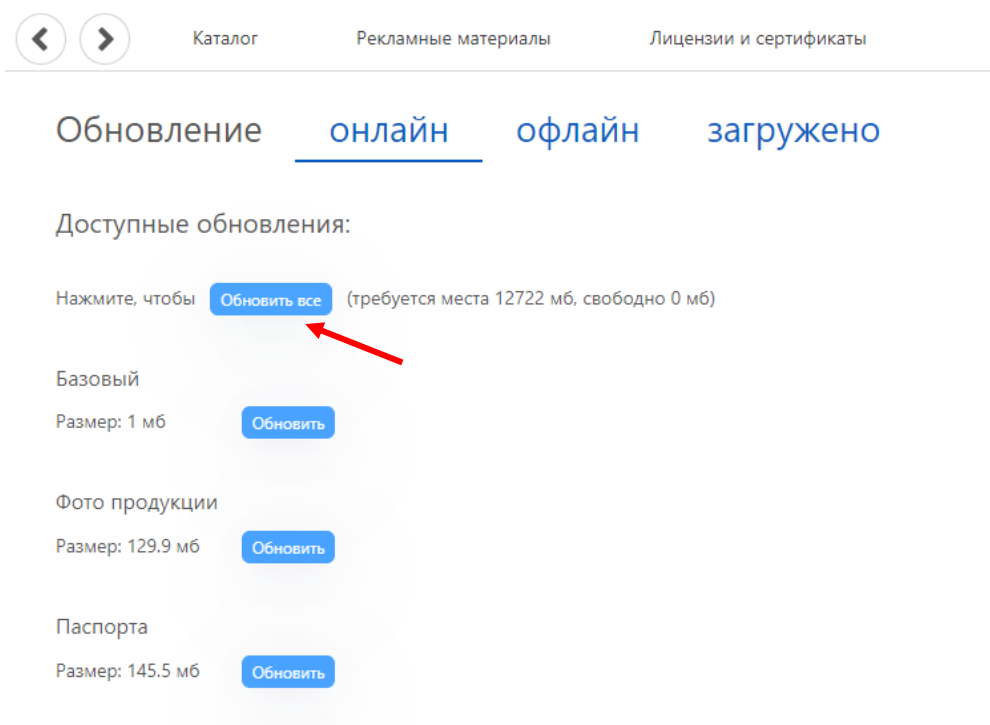 Каталог Рекламные материалы Лицензии и сертификаты
Обновление онлайн офлайн загружено
Доступные обновления:
Нажмите, чтобы Обновить все (требуется места 12722 мб, свободно 0 мб)
Базовый
Размер: 1 мб Обновить
Фото продукции
Размер: 129.9 мб Обновить
Паспорта
Размер: 145.5 мб Обновить